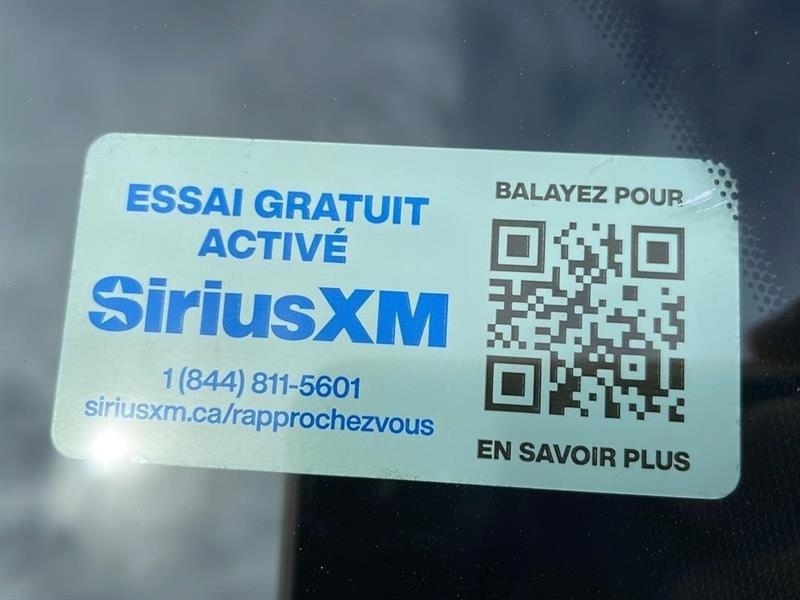 ESSAI GRATUIT
ACTIVÉ
SiriusXM
1 (844) 811-5601
siriusxm.ca/rapprochezvous
BALAYEZ POUR
EN SAVOIR PLUS